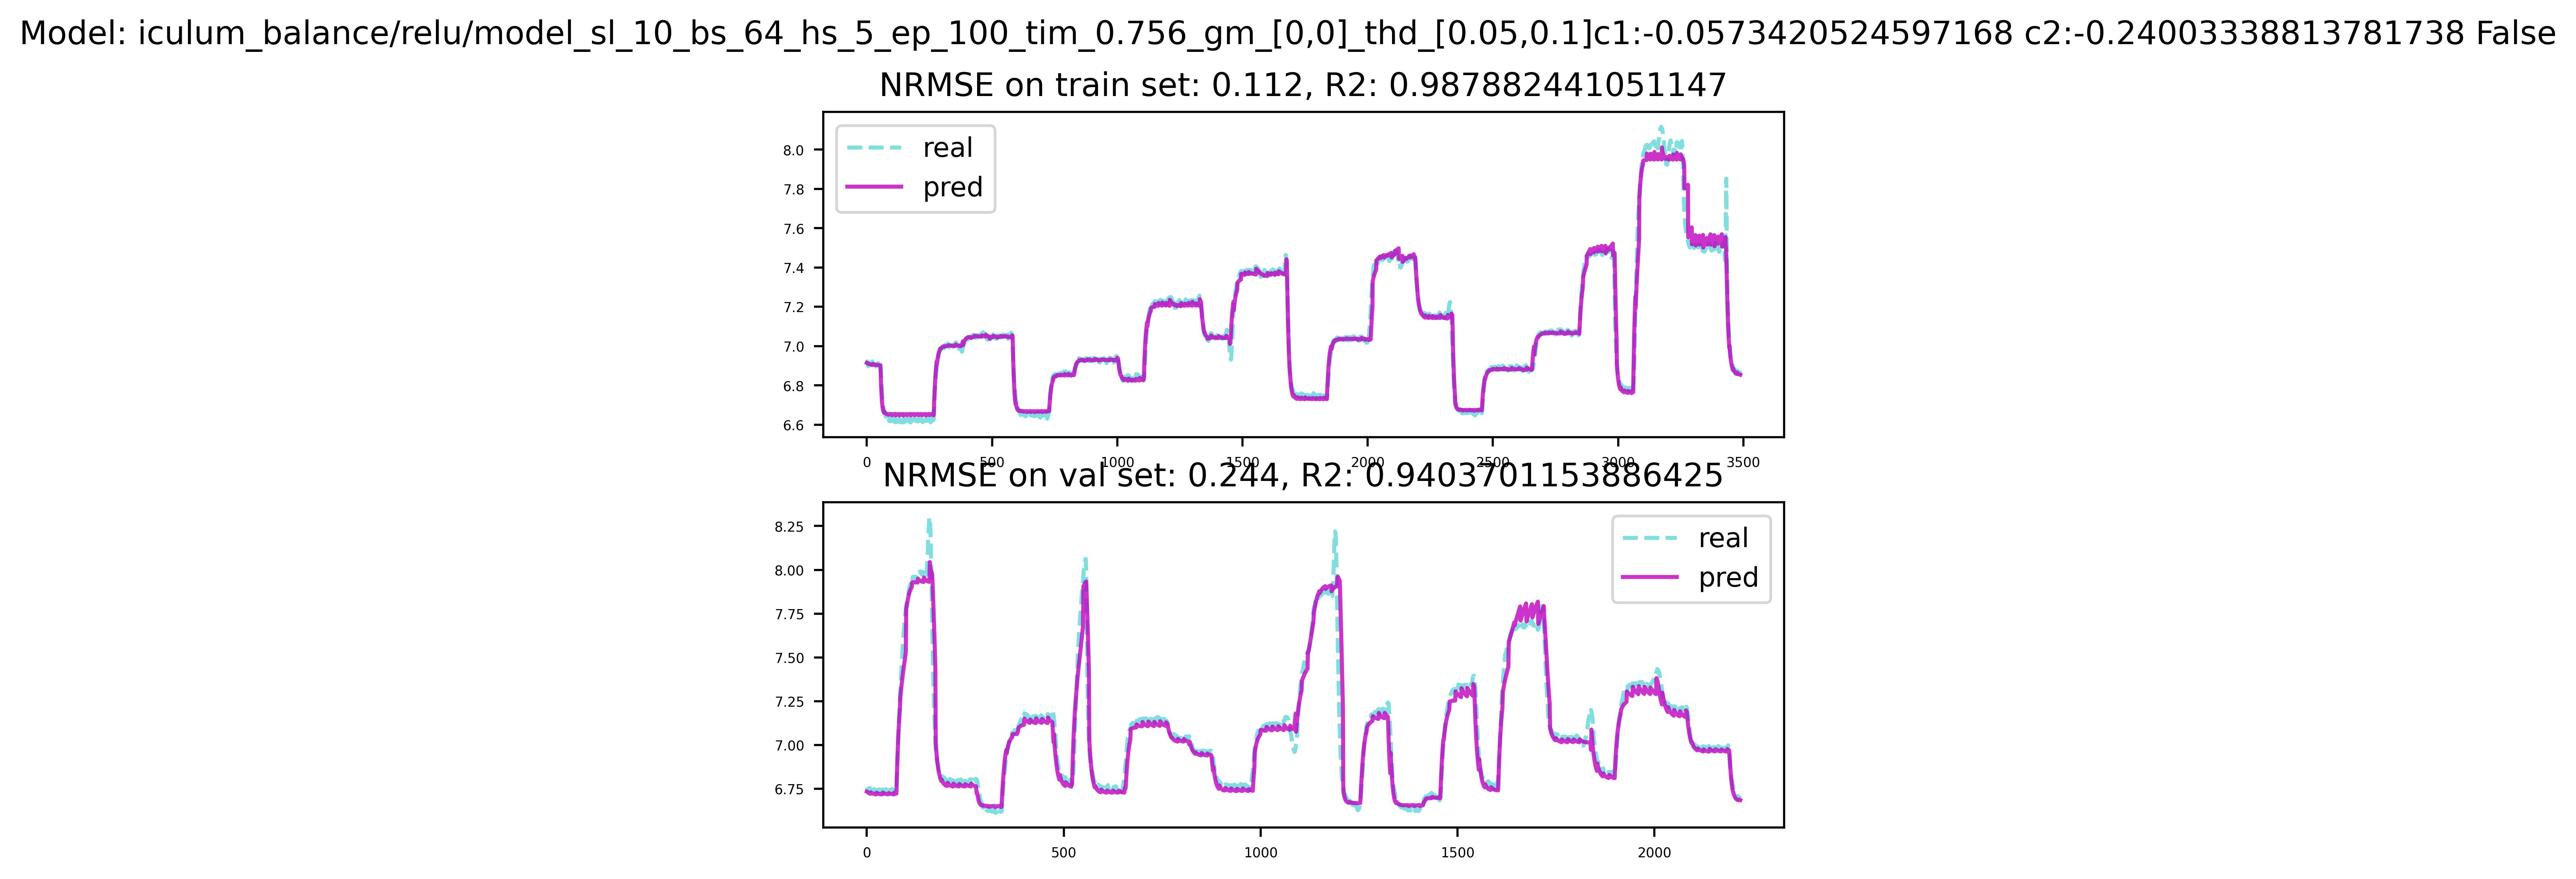 Model: iculum_balance/relu/model_sl_10_bs_64_hs_5_ep_100_tim_0.756_gm_[0,0]_thd_[0.05,0.1]c1:-0.0573420524597168 c2:-0.24003338813781738 False
NRMSE on train set: 0.112, R2: 0.987882441051147
real
pred
8.0
7.8
7.6
7.4
7.2
7.0
6.8
6.6
0 500 1000 1500 2000 2500 3000 3500
NRMSE on val set: 0.244, R2: 0.9403701153886425
real
pred
8.25
8.00
7.75
7.50
7.25
7.00
6.75
0 500 1000 1500 2000